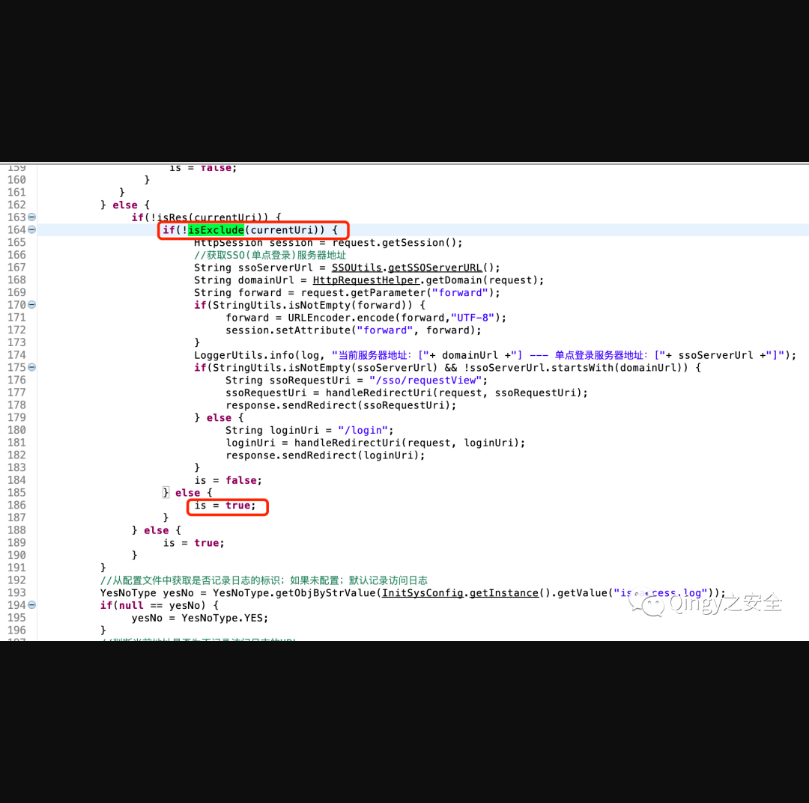 159 is = false;
160 }
161 }
162 } else {
163 if(!isRes(currentUri)) {
164 if(!isExclude(currentUri)) {
165 HttpSession session = request.getSession();
166 //获取SSO(单点登录)服务器地址
167 String ssoServerUrl = SSOUtils.getSSOServerURL();
168 String domainUrl = HttpRequestHelper.getDomain(request);
169 String forward = request.getParameter("forward");
170 if(StringUtils.isNotEmpty(forward)) {
171 forward = URLEncoder.encode(forward,"UTF-8");
172 session.setAttribute("forward", forward);
173 }
174 LoggerUtils.info(log, "当前服务器地址: ["+ domainUrl +"] --- 单点登录服务器地址: ["+ ssoServerUrl +"]");
175 if(StringUtils.isNotEmpty(ssoServerUrl) && !ssoServerUrl.startsWith(domainUrl)) {
176 String ssoRequestUri = "/sso/requestView";
177 ssoRequestUri = handleRedirectUri(request, ssoRequestUri);
178 response.sendRedirect(ssoRequestUri);
179 } else {
180 String loginUri = "/login";
181 loginUri = handleRedirectUri(request, loginUri);
182 response.sendRedirect(loginUri);
183 }
184 is = false;
185 } else {
186 is = true;
187 }
188 } else {
189 is = true;
190 }
191 }
192 //从配置文件中获取是否记录日志的标识; 如果未配置; 默认记录访问日志
193 YesNoType yesNo = YesNoType.getObjByStrValue(InitSysConfig.getInstance().getValue("is.access.log"));
194 if(null == yesNo) {
195 yesNo = YesNoType.YES;
196 }
Qingy之安全